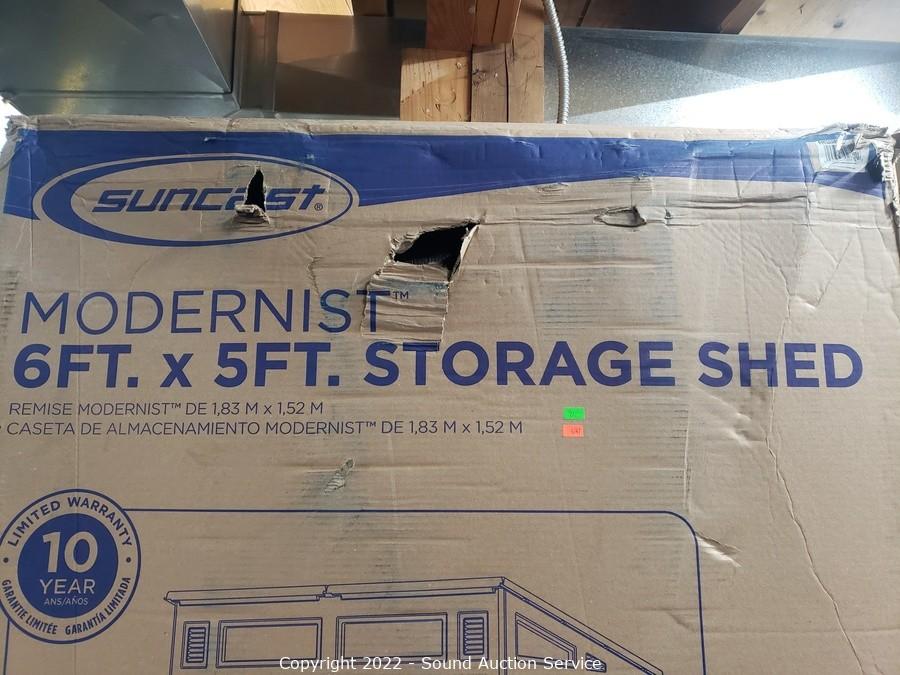 SUNCAST®
MODERNIST™
6FT. x 5FT. STORAGE SHED
REMISE MODERNIST™ DE 1,83 M x 1,52 M
CASETA DE ALMACENAMIENTO MODERNIST™ DE 1,83 M x 1,52 M
LIMITED WARRANTY
10
YEAR
ANS/AÑOS
GARANTIE LIMITÉE GARANTÍA LIMITADA
Copyright 2022 - Sound Auction Service